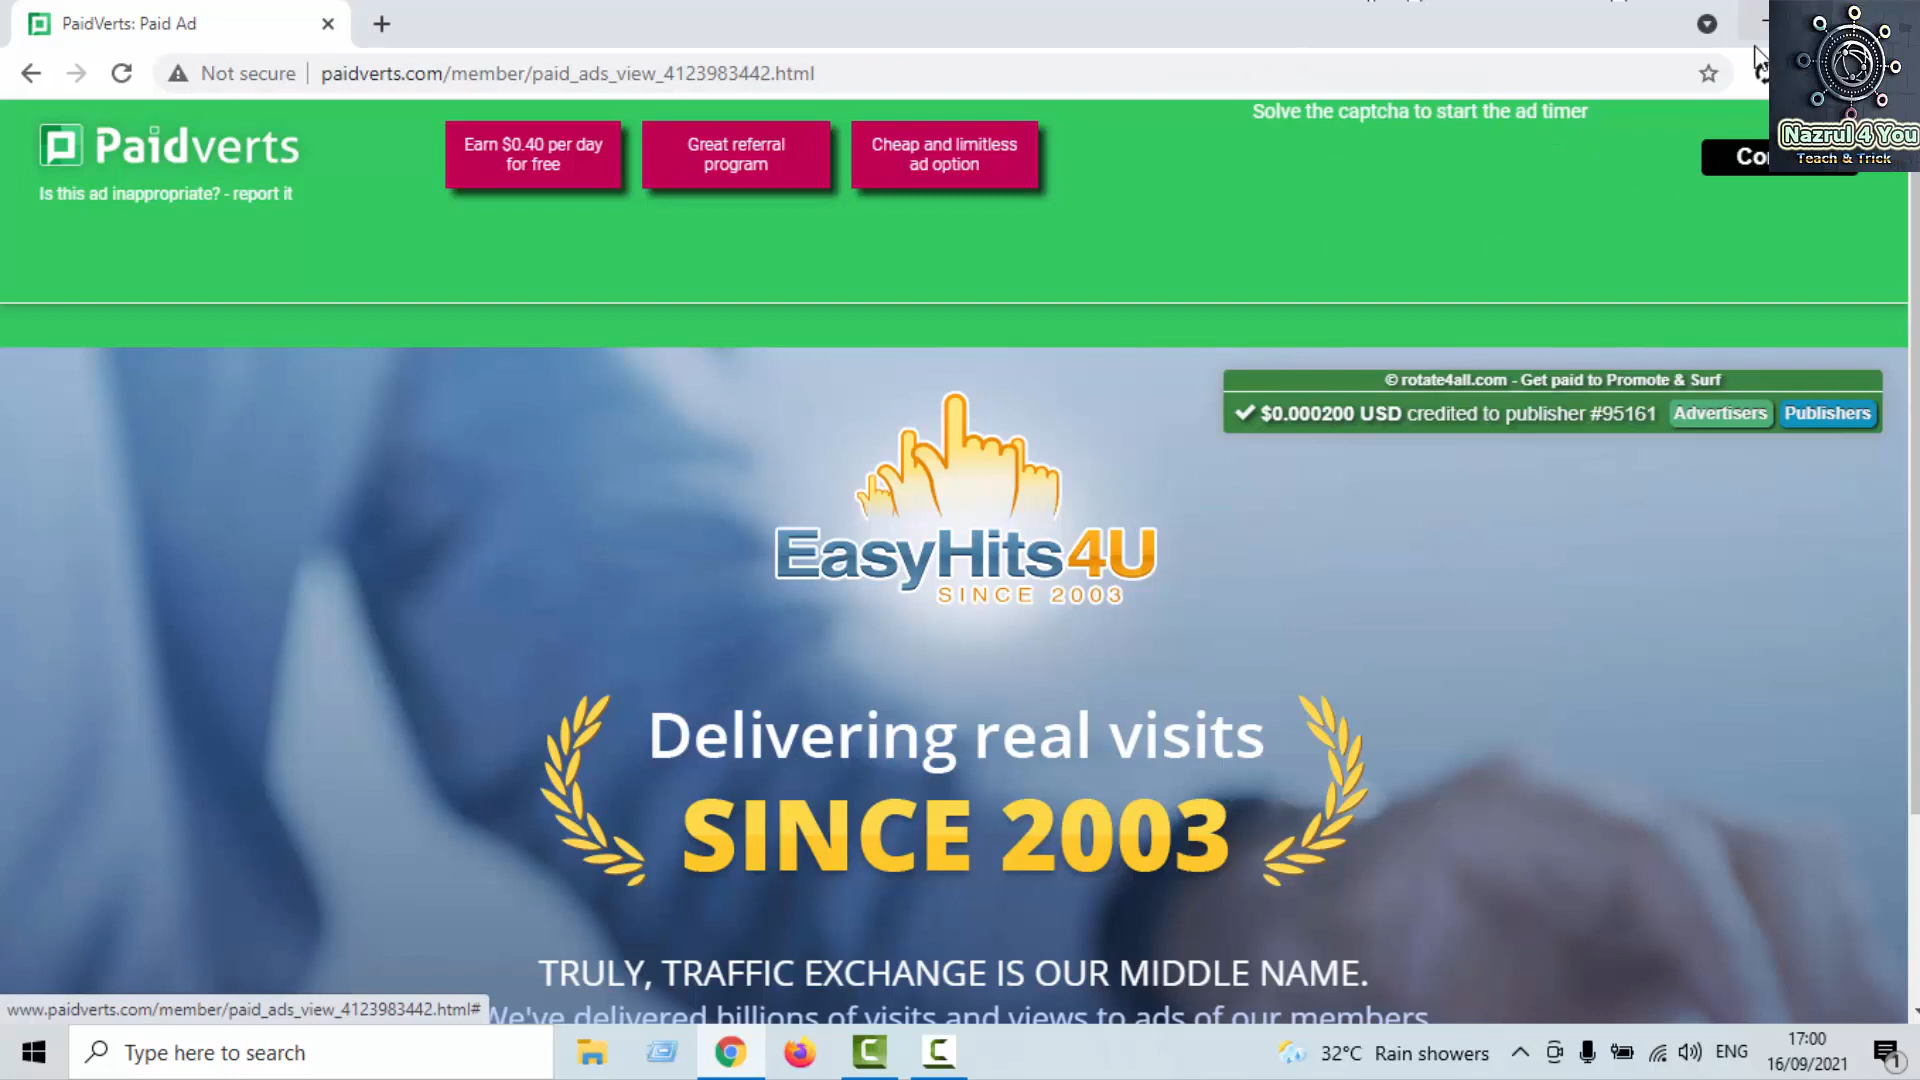 PaidVerts: Paid Ad
Not secure
paidverts.com/member/paid_ads_view_4123983442.html
Nazrul 4 You
Teach & Trick
Paidverts
Is this ad inappropriate? - report it
Earn $0.40 per day
for free
Great referral
program
Cheap and limitless
ad option
Solve the captcha to start the ad timer
© rotate4all.com - Get paid to Promote & Surf
$0.000200 USD credited to publisher #95161 Advertisers Publishers
EasyHits4U
SINCE 2003
Delivering real visits
SINCE 2003
TRULY, TRAFFIC EXCHANGE IS OUR MIDDLE NAME.
We've delivered billions of visits and views to ads of our members
www.paidverts.com/member/paid_ads_view_4123983442.html#
Type here to search
32°C Rain showers
ENG
17:00
16/09/2021
1